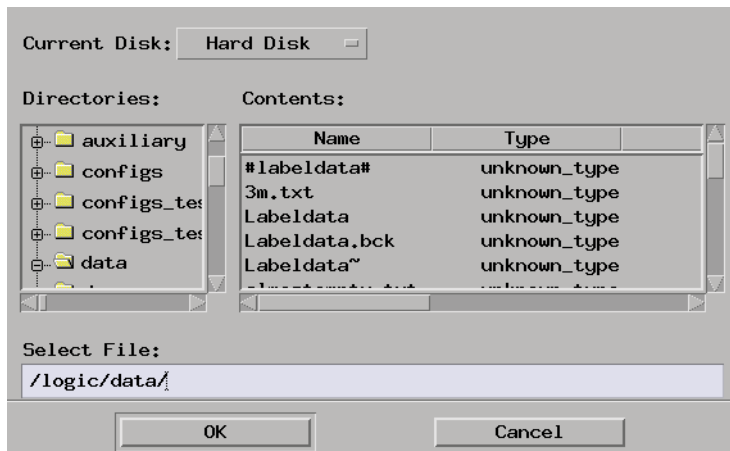 Current Disk: Hard Disk
Directories: Contents:
auxiliary
configs
configs_tes
configs_tes
data
Name Type
#labeldata# unknown_type
3m.txt unknown_type
Labeldata unknown_type
Labeldata.bck unknown_type
Labeldata~ unknown_type
Select File:
/logic/data/
OK Cancel